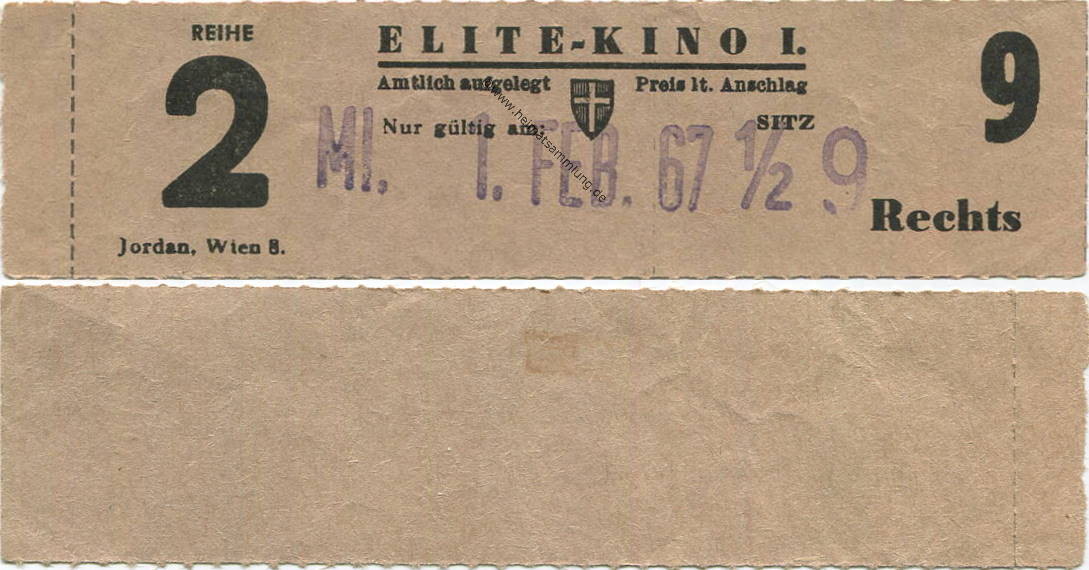 REIHE
2
ELITE-KINO I.
Amtlich aufgelegt Preis lt. Anschlag
Nur gültig am: SITZ
MI. 1. FEB. 67 ½ 9
9
Rechts
Jordan, Wien 8.
www.heimatsammlung.de